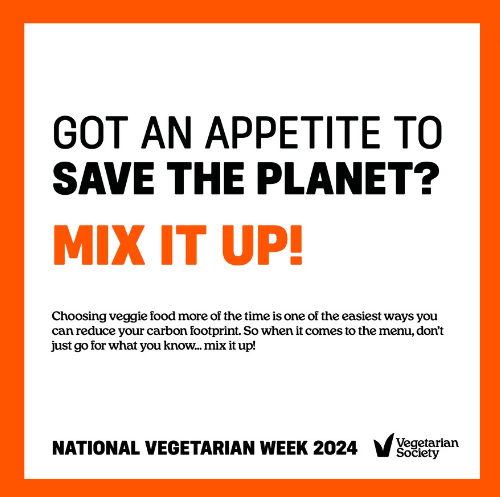 GOT AN APPETITE TO
SAVE THE PLANET?
MIX IT UP!
Choosing veggie food more of the time is one of the easiest ways you
can reduce your carbon footprint. So when it comes to the menu, don't
just go for what you know... mix it up!
NATIONAL VEGETARIAN WEEK 2024
Vegetarian
Society